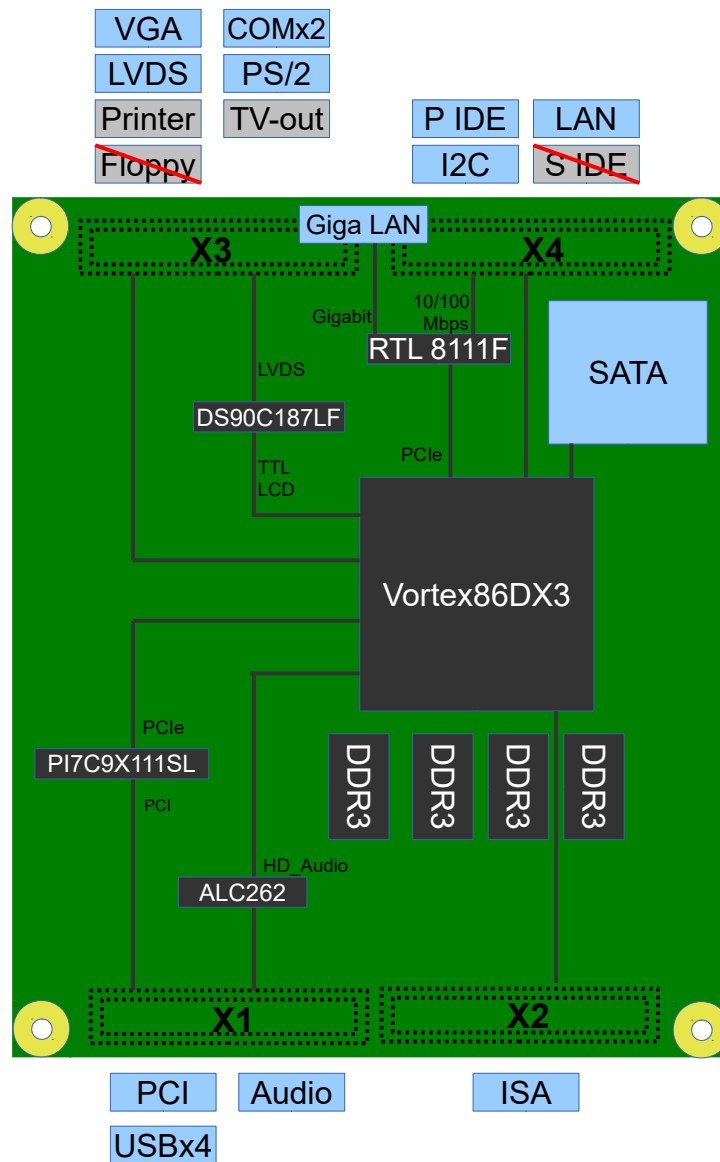 VGA
COMx2
LVDS
PS/2
Printer
TV-out
Floppy
P IDE
LAN
I2C
S IDE
X3
Giga LAN
X4
Gigabit
10/100
Mbps
RTL 8111F
SATA
LVDS
DS90C187LF
TTL
LCD
PCIe
Vortex86DX3
PCIe
PI7C9X111SL
PCI
DDR3
DDR3
DDR3
DDR3
HD_Audio
ALC262
X1
X2
PCI
Audio
ISA
USBx4